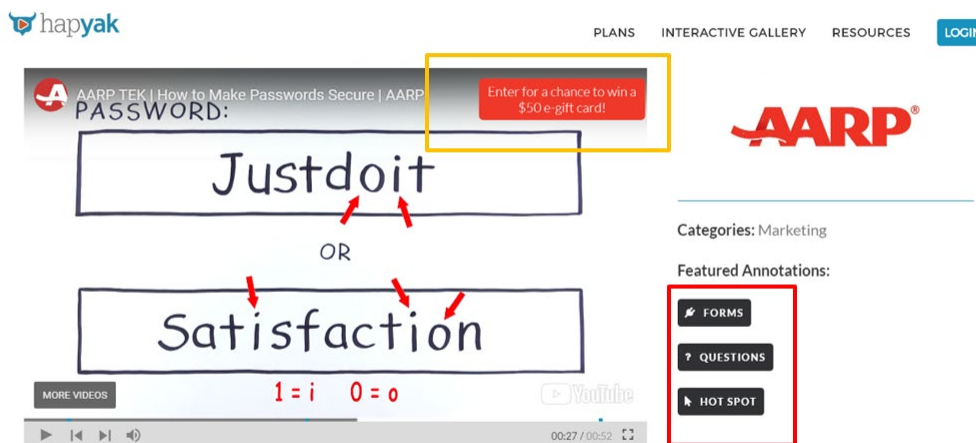 hapyak
PLANS INTERACTIVE GALLERY RESOURCES LOGIN
AARP TEK | How to Make Passwords Secure | AARP
Enter for a chance to win a
$50 e-gift card!
PASSWORD:
Justdoit
OR
Satisfaction
1 = i 0 = o
MORE VIDEOS
YouTube
00:27 / 00:52
AARP®
Categories: Marketing
Featured Annotations:
FORMS
? QUESTIONS
HOT SPOT